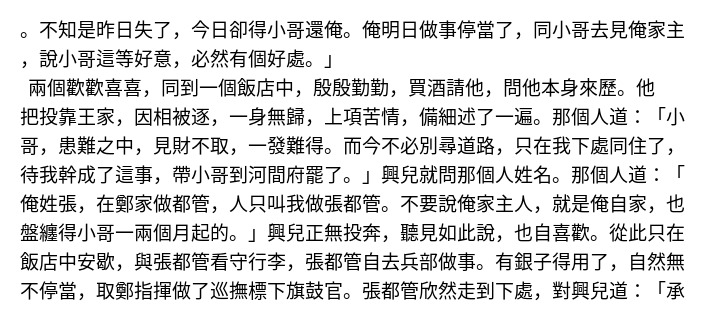 。不知是昨日失了，今日卻得小哥還俺。俺明日做事停當了，同小哥去見俺家主
，說小哥這等好意，必然有個好處。」
兩個歡歡喜喜，同到一個飯店中，殷殷勤勤，買酒請他，問他本身來歷。他
把投靠王家，因相被逐，一身無歸，上項苦情，備細述了一遍。那個人道：「小
哥，患難之中，見財不取，一發難得。而今不必別尋道路，只在我下處同住了，
待我幹成了這事，帶小哥到河間府罷了。」興兒就問那個人姓名。那個人道：「
俺姓張，在鄭家做都管，人只叫我做張都管。不要說俺家主人，就是俺自家，也
盤纏得小哥一兩個月起的。」興兒正無投奔，聽見如此說，也自喜歡。從此只在
飯店中安歇，與張都管看守行李，張都管自去兵部做事。有銀子得用了，自然無
不停當，取鄭指揮做了巡撫標下旗鼓官。張都管欣然走到下處，對興兒道：「承